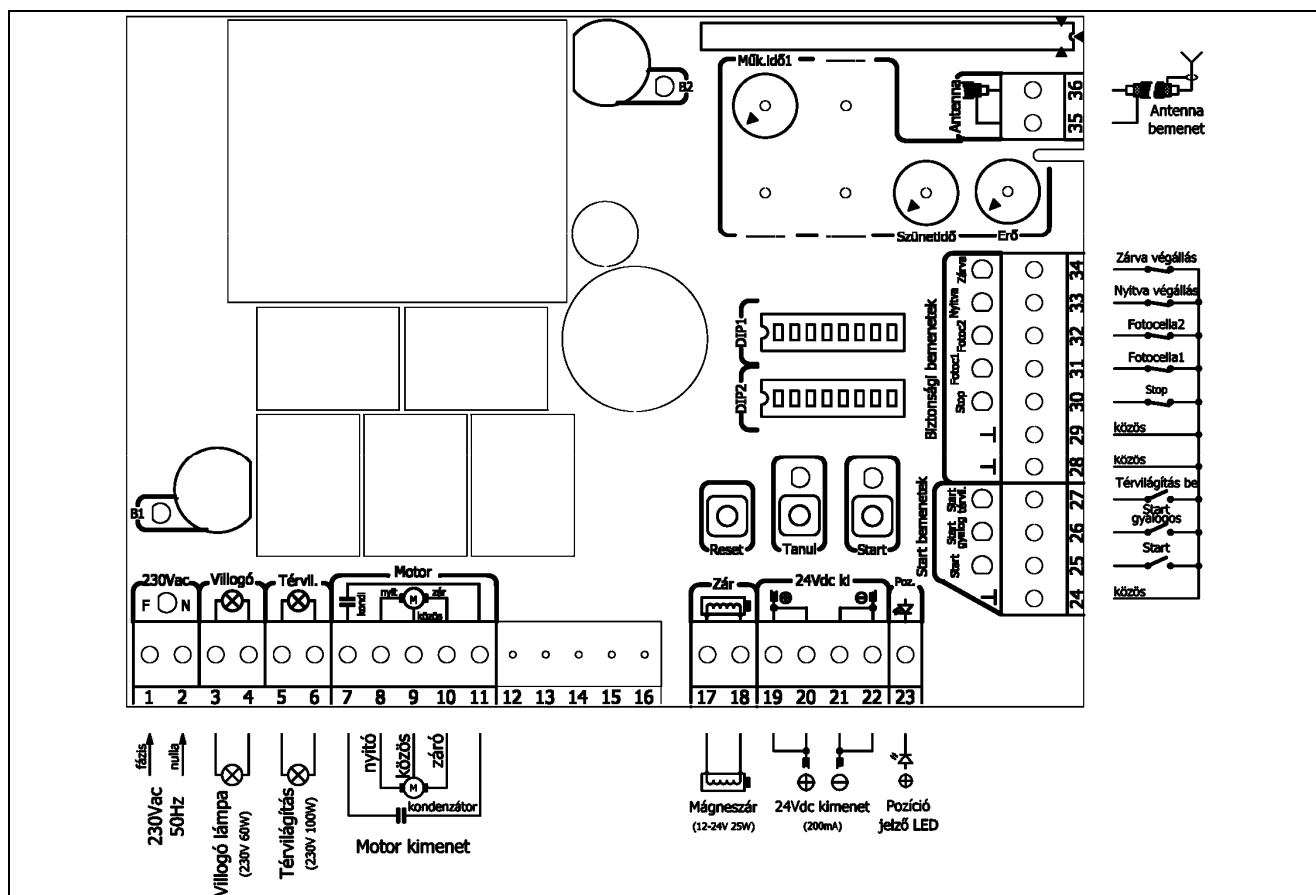 Műk.idő1
B2
Antenna
36
35
Antenna
bemenet
Szünetidő
Erő
Biztonsági bemenetek
Zárva
Nyitva
Fotoc2
Fotoc1
Stop
34
33
32
31
30
29
28
Zárva végállás
Nyitva végállás
Fotocella2
Fotocella1
Stop
közös
közös
DIP1
DIP2
Start bemenetek
Start
térvil.
Start
gyalog
Start
27
26
25
24
Térvilágítás be
Start
gyalogos
Start
közös
B1
Reset
Tanul
Start
230Vac
F N
Villogó
Térvil.
Motor
kondi
nyit
M
zár
közös
Zár
24Vdc ki
Poz.
1 2 3 4 5 6 7 8 9 10 11 12 13 14 15 16 17 18 19 20 21 22 23
fázis
nulla
230Vac
50Hz
Villogó lámpa
(230V 60W)
Térvilágítás
(230V 100W)
nyitó
közös
záró
M
kondenzátor
Motor kimenet
Mágneszár
(12-24V 25W)
24Vdc kimenet
(200mA)
Pozíció
jelző LED